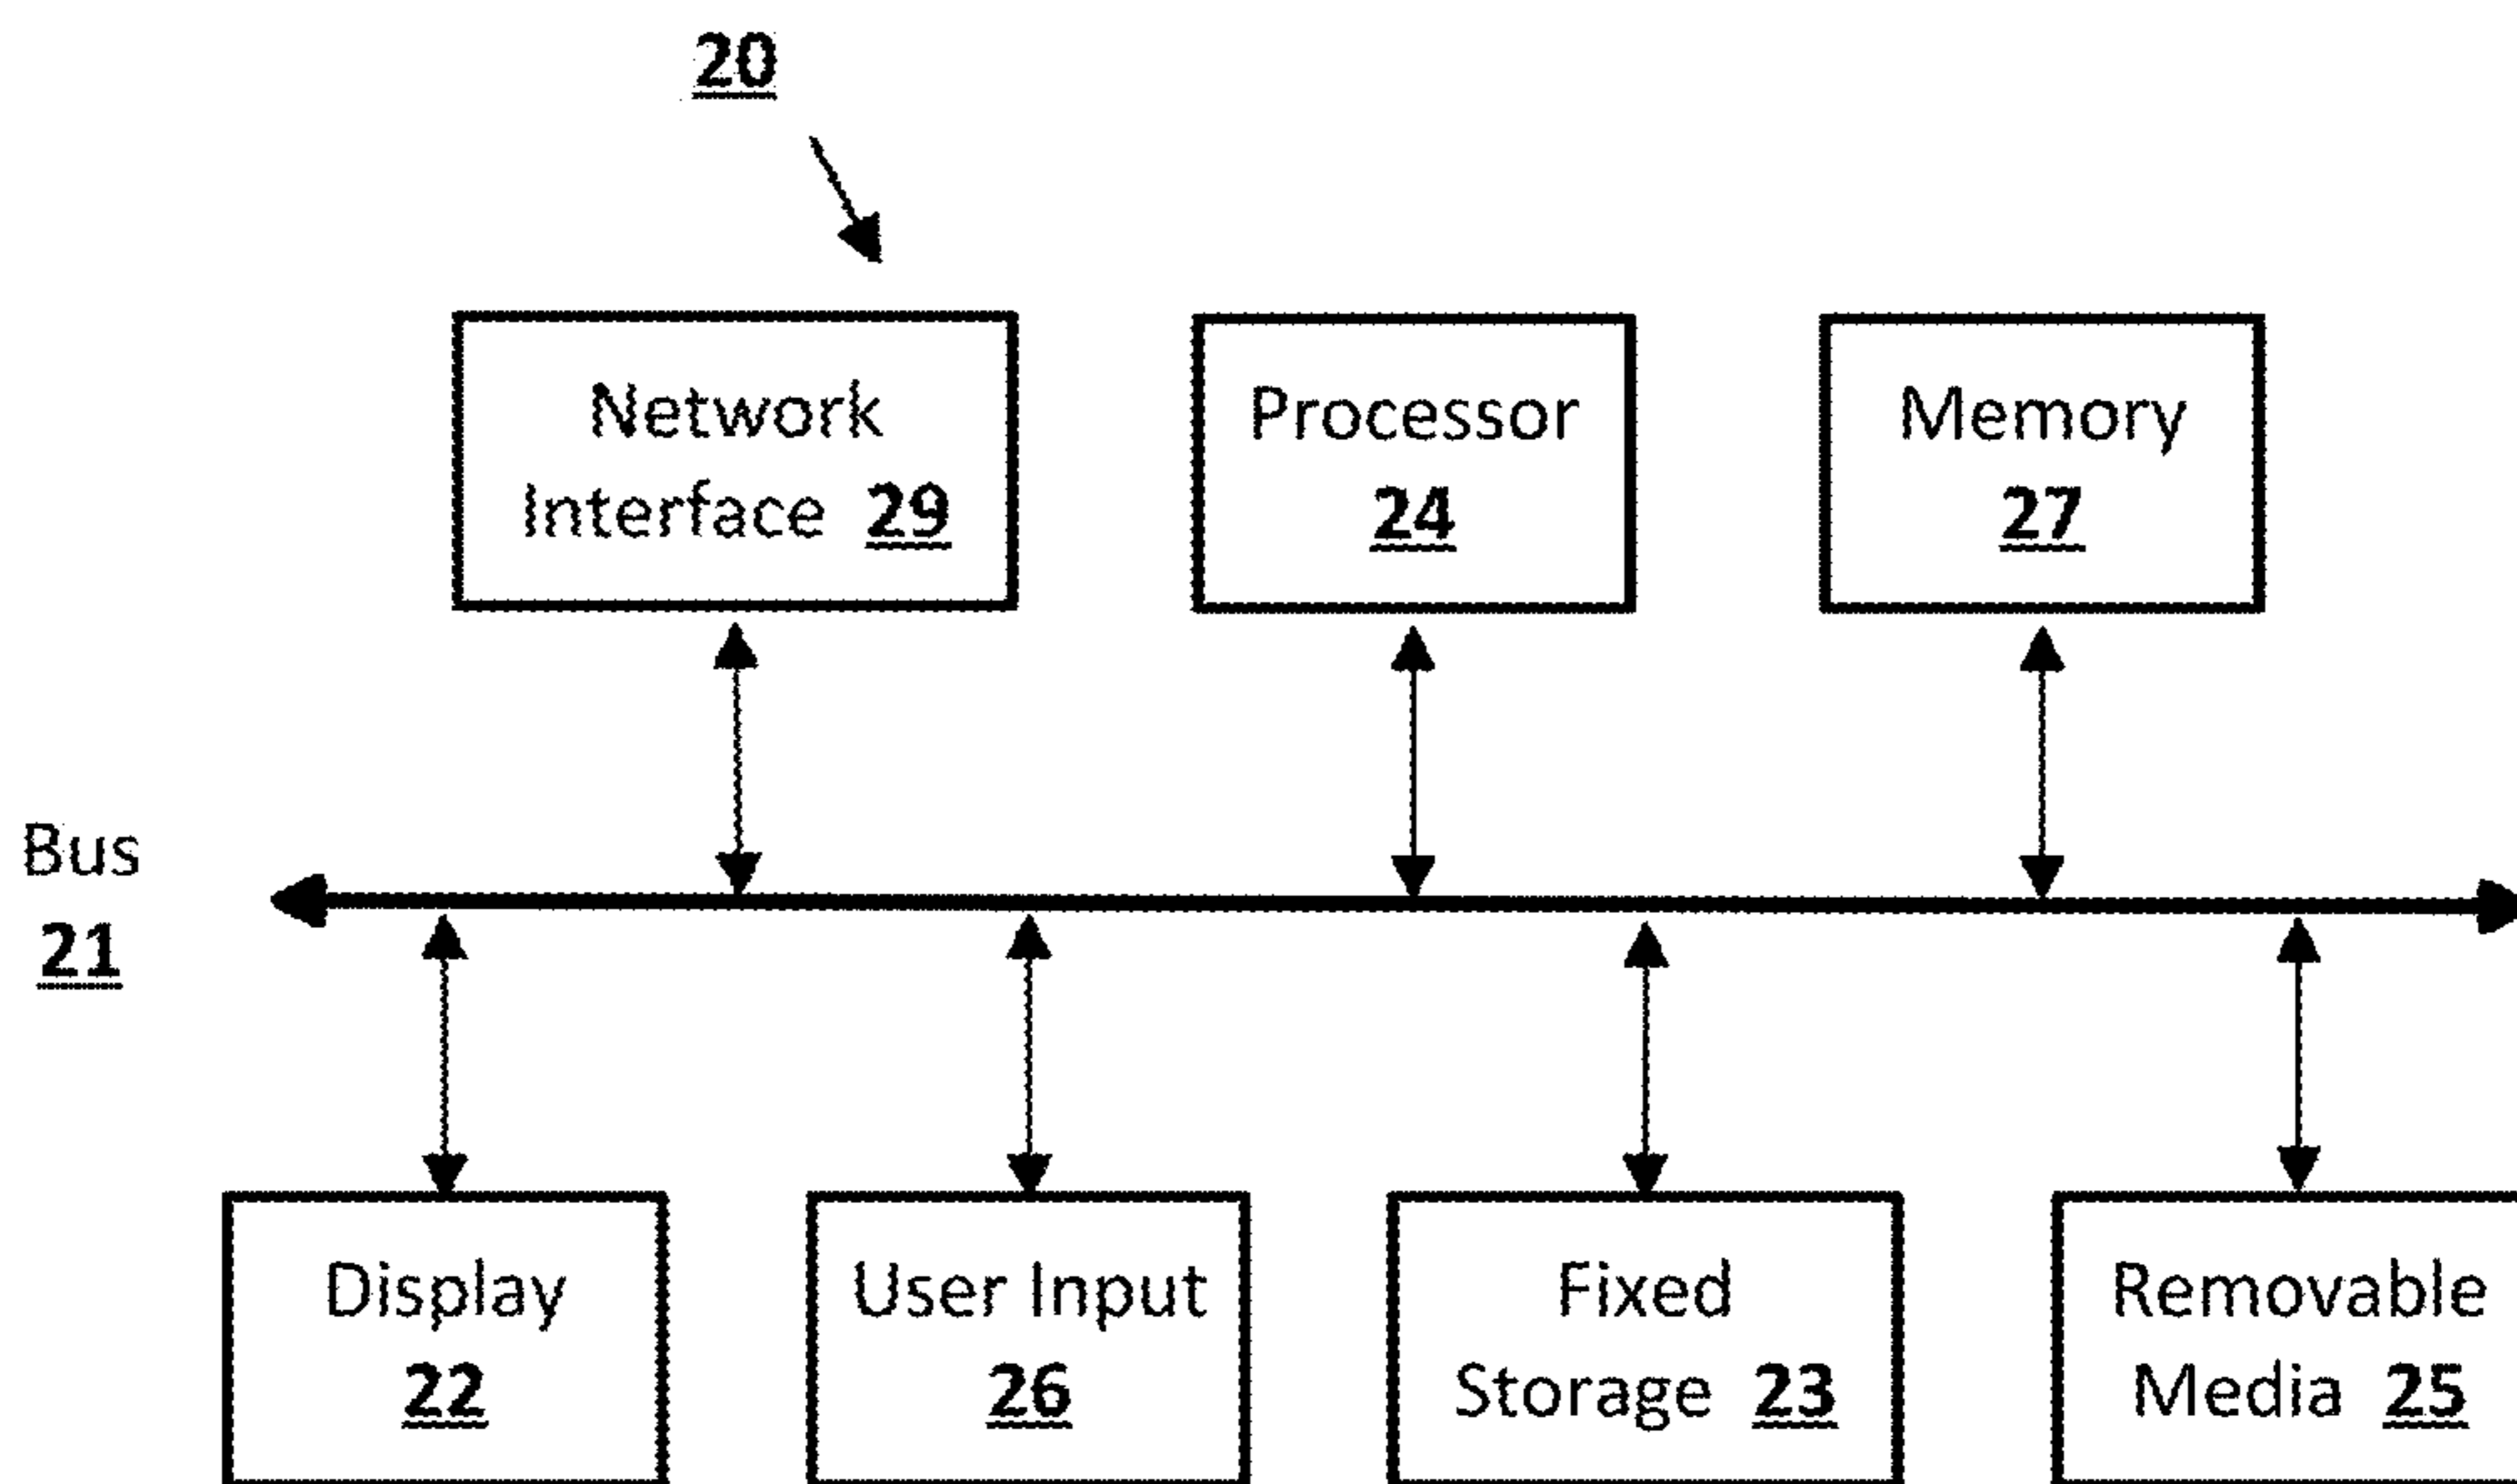 20
Network
Interface 29
Processor
24
Memory
27
Bus
21
Display
22
User Input
26
Fixed
Storage 23
Removable
Media 25